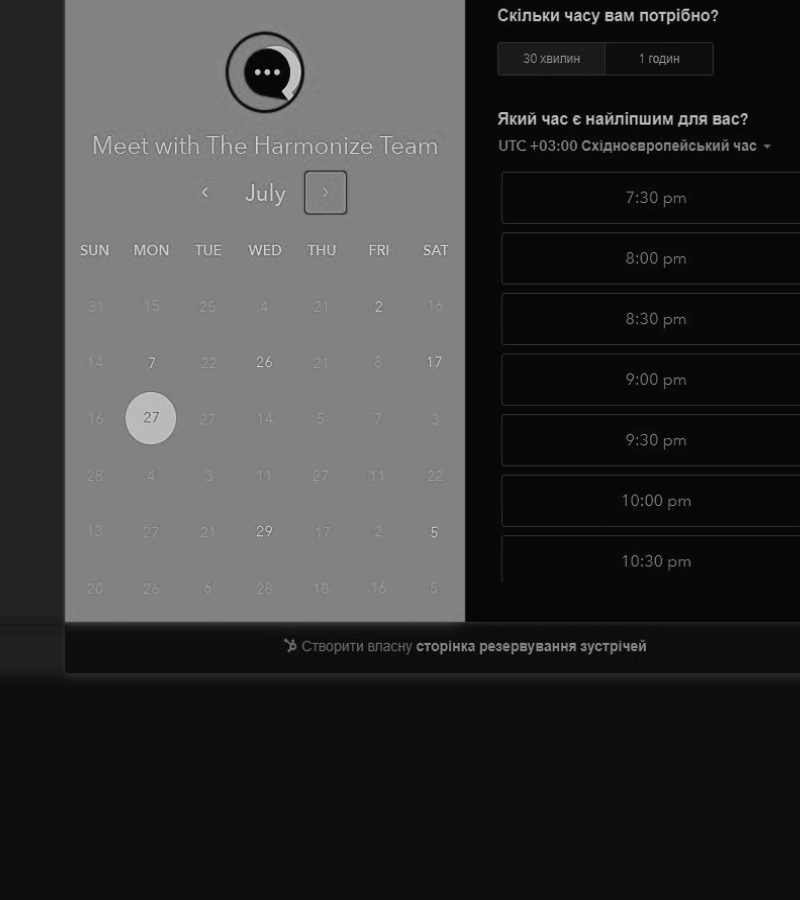 Meet with The Harmonize Team
July
SUN MON TUE WED THU FRI SAT
31 15 25 4 21 2 16
14 7 22 26 21 8 17
16 27 27 14 5 7 3
28 4 3 11 27 11 22
13 27 21 29 17 2 5
20 26 6 28 18 16 5
Скільки часу вам потрібно?
30 хвилин 1 годин
Який час є найліпшим для вас?
UTC +03:00 Східноєвропейський час
7:30 pm
8:00 pm
8:30 pm
9:00 pm
9:30 pm
10:00 pm
10:30 pm
Створити власну сторінка резервування зустрічей